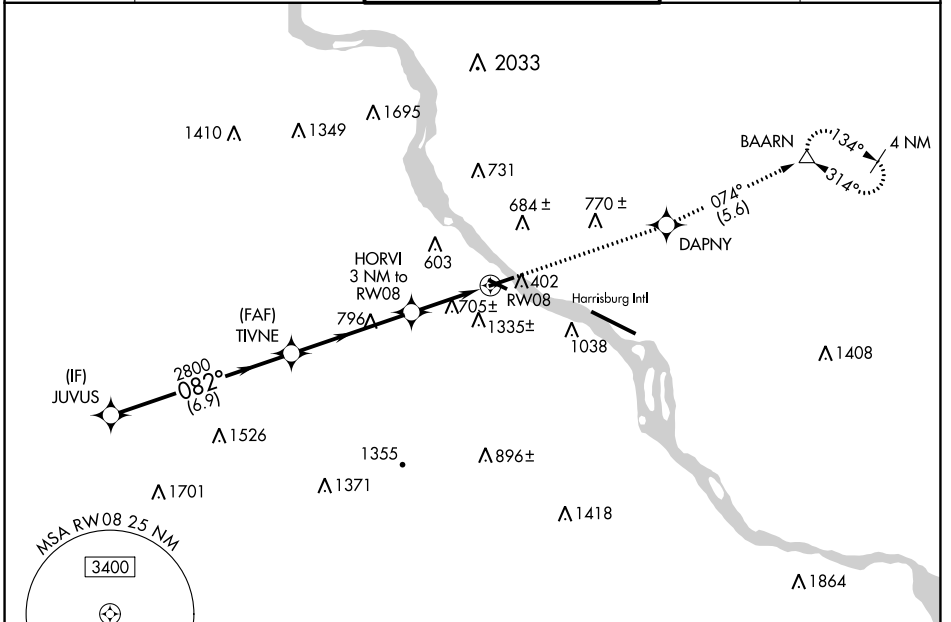 2033
1695
1410
1349
BAARN
134°
4 NM
314°
731
684 ±
770 ±
074°
(5.6)
DAPNY
603
HORVI
3 NM to
RW08
402
RW08
Harrisburg Intl
705±
796
1335±
1038
(FAF)
TIVNE
1408
2800
082°
(6.9)
(IF)
JUVUS
1526
1355
896±
1701
1371
1418
MSA RW08 25 NM
3400
1864